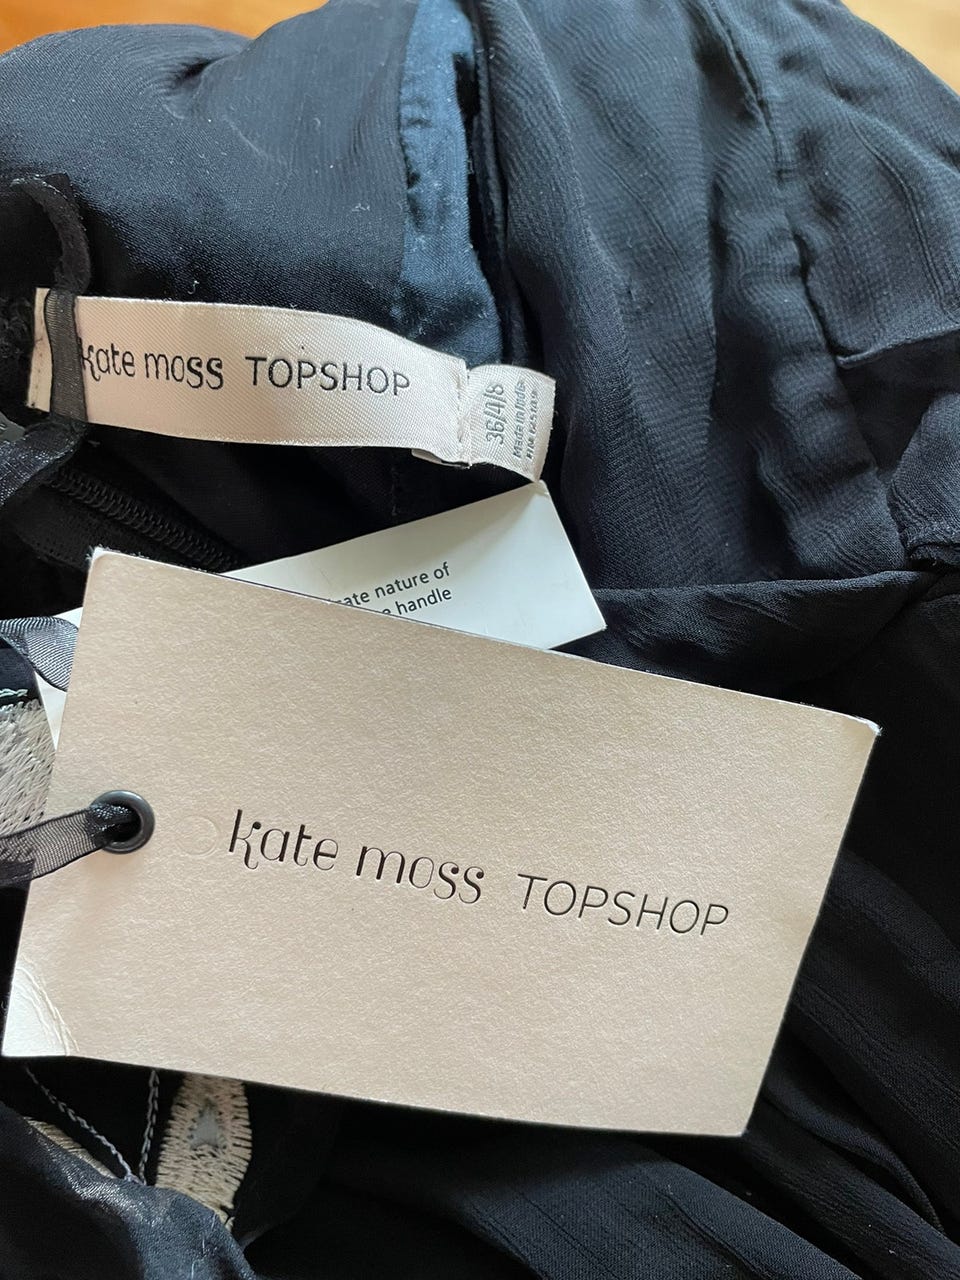 kate moss TOPSHOP
36/4/8
Made in India
nature of
handle
kate moss TOPSHOP